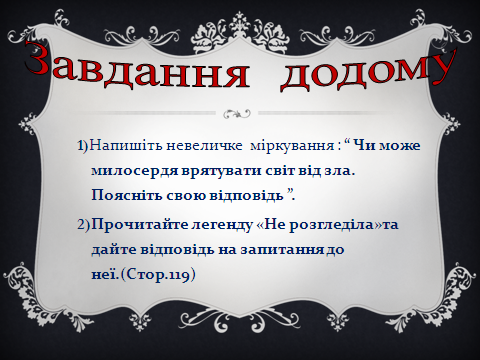 Завдання додому
1)Напишіть невеличке міркування : “ Чи може
милосердя врятувати світ від зла.
Поясніть свою відповідь ”.
2)Прочитайте легенду «Не розгледіла»та
дайте відповідь на запитання до
неї.(Стор.119)